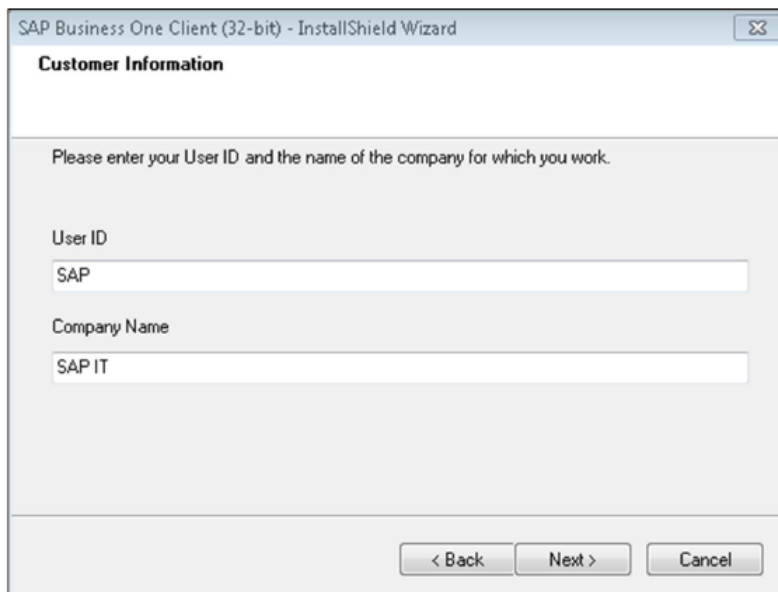 SAP Business One Client (32-bit) - InstallShield Wizard
Customer Information
Please enter your User ID and the name of the company for which you work.
User ID
SAP
Company Name
SAP IT
< Back
Next >
Cancel